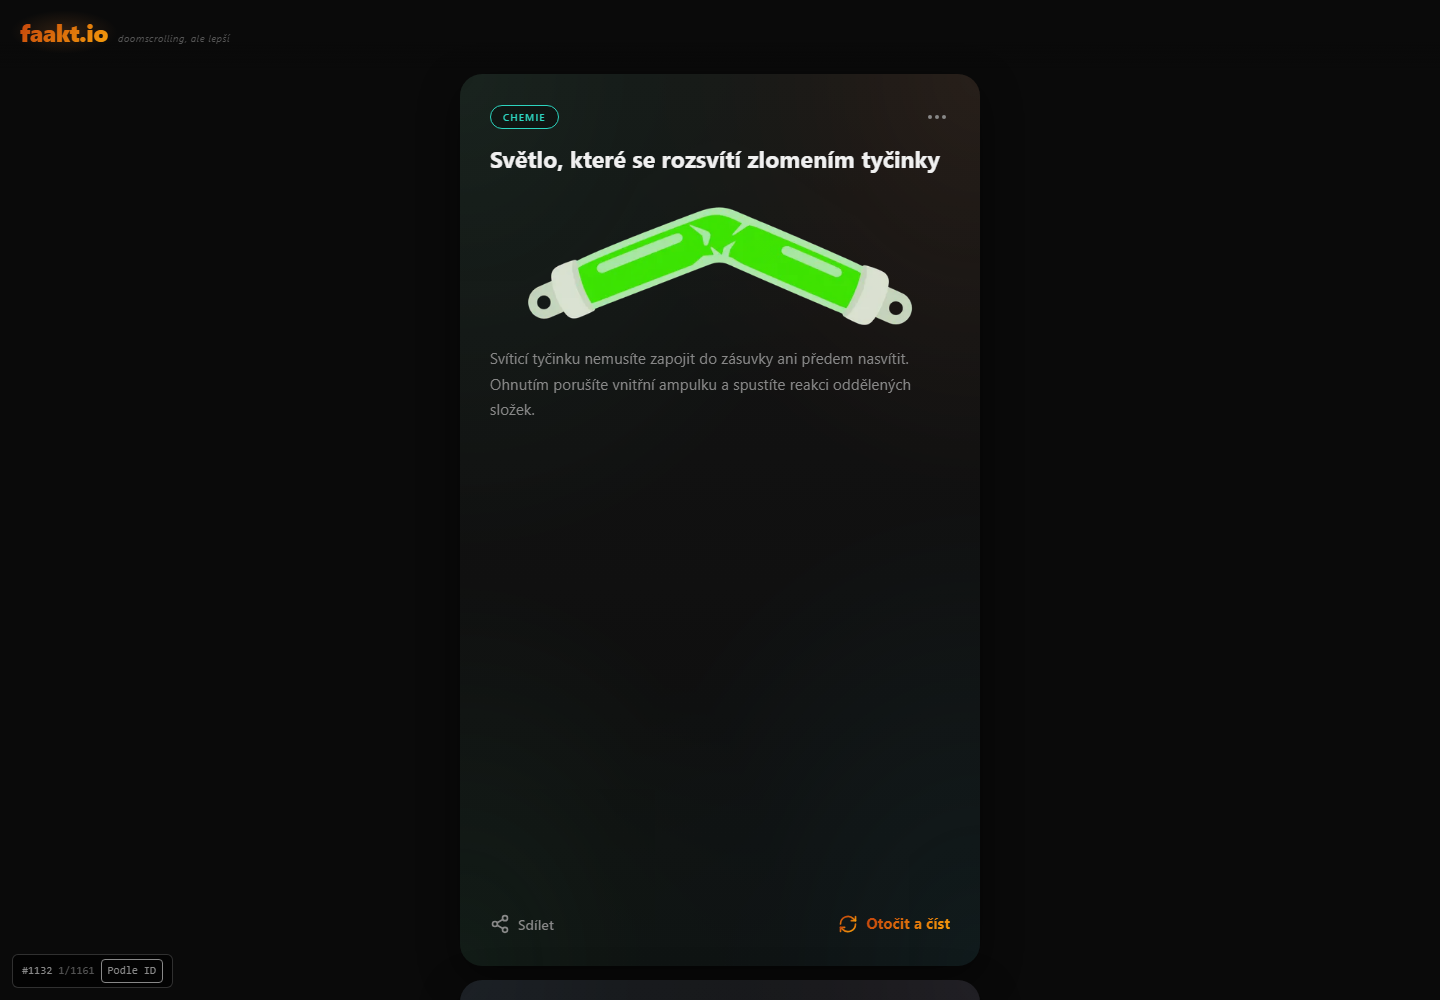 faakt.io doomscrolling, ale lepší
CHEMIE
Světlo, které se rozsvítí zlomením tyčinky
Svíticí tyčinku nemusíte zapojit do zásuvky ani předem nasvítit.
Ohnutím porušíte vnitřní ampulku a spustíte reakci oddělených
složek.
Sdílet
Otočit a číst
#1132 1/1161 Podle ID